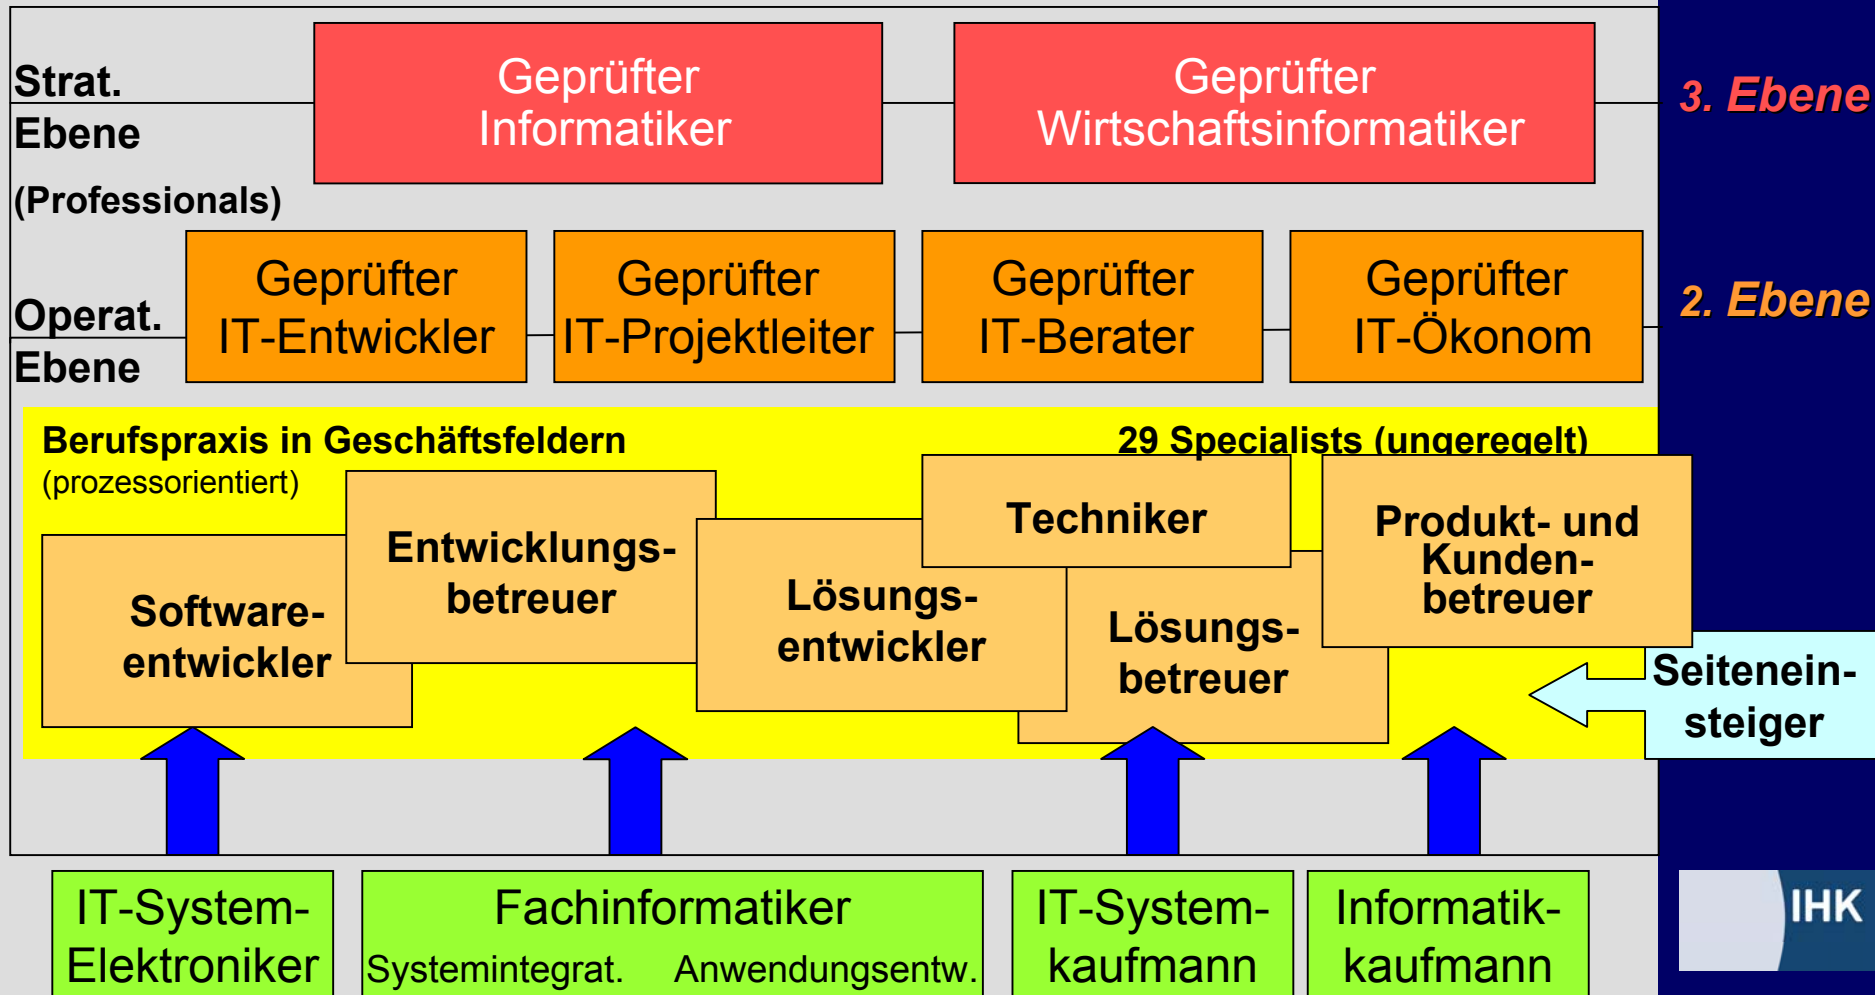 Strat.
Ebene
(Professionals)
Geprüfter
Informatiker
Geprüfter
Wirtschaftsinformatiker
3. Ebene
Operat.
Ebene
Geprüfter
IT-Entwickler
Geprüfter
IT-Projektleiter
Geprüfter
IT-Berater
Geprüfter
IT-Ökonom
2. Ebene
Berufspraxis in Geschäftsfeldern
(prozessorientiert)
29 Specialists (ungeregelt)
Software-
entwickler
Entwicklungs-
betreuer
Lösungs-
entwickler
Techniker
Lösungs-
betreuer
Produkt- und
Kunden-
betreuer
Seitenein-
steiger
IT-System-
Elektroniker
Fachinformatiker
Systemintegrat. Anwendungsentw.
IT-System-
kaufmann
Informatik-
kaufmann
IHK